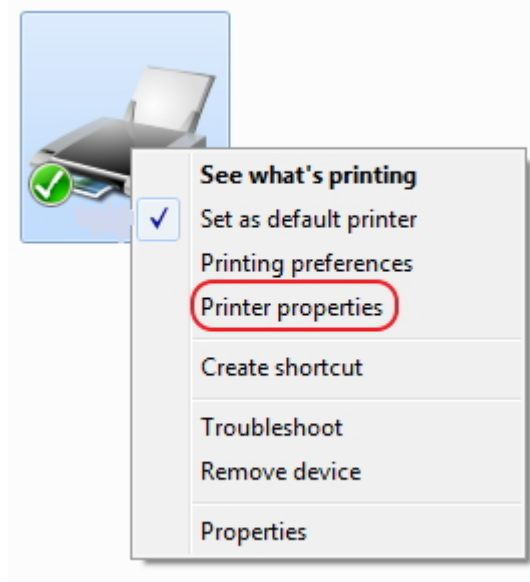 See what's printing
Set as default printer
Printing preferences
Printer properties
Create shortcut
Troubleshoot
Remove device
Properties